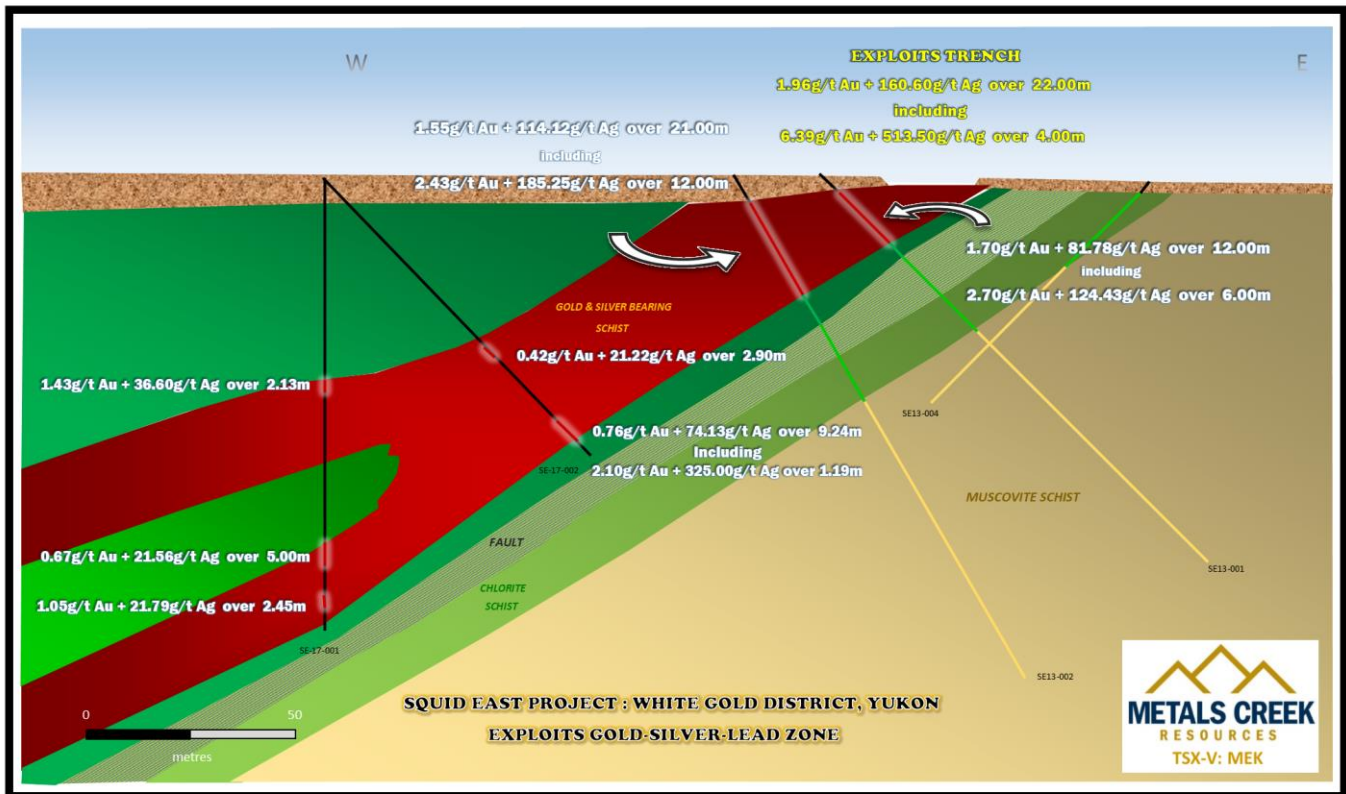 W
E
EXPLOITS TRENCH
1.96g/t Au + 160.60g/t Ag over 22.00m
including
6.39g/t Au + 513.50g/t Ag over 4.00m
1.55g/t Au + 114.12g/t Ag over 21.00m
including
2.43g/t Au + 185.25g/t Ag over 12.00m
1.70g/t Au + 81.78g/t Ag over 12.00m
including
2.70g/t Au + 124.43g/t Ag over 6.00m
GOLD & SILVER BEARING
SCHIST
0.42g/t Au + 21.22g/t Ag over 2.90m
1.43g/t Au + 36.60g/t Ag over 2.13m
SE13-004
0.76g/t Au + 74.13g/t Ag over 9.24m
Including
2.10g/t Au + 325.00g/t Ag over 1.19m
SE-17-002
MUSCOVITE SCHIST
FAULT
0.67g/t Au + 21.56g/t Ag over 5.00m
SE13-001
CHLORITE
SCHIST
1.05g/t Au + 21.79g/t Ag over 2.45m
SE-17-001
SE13-002
SQUID EAST PROJECT : WHITE GOLD DISTRICT, YUKON
EXPLOITS GOLD-SILVER-LEAD ZONE
0 50
metres
METALS CREEK
RESOURCES
TSX-V: MEK